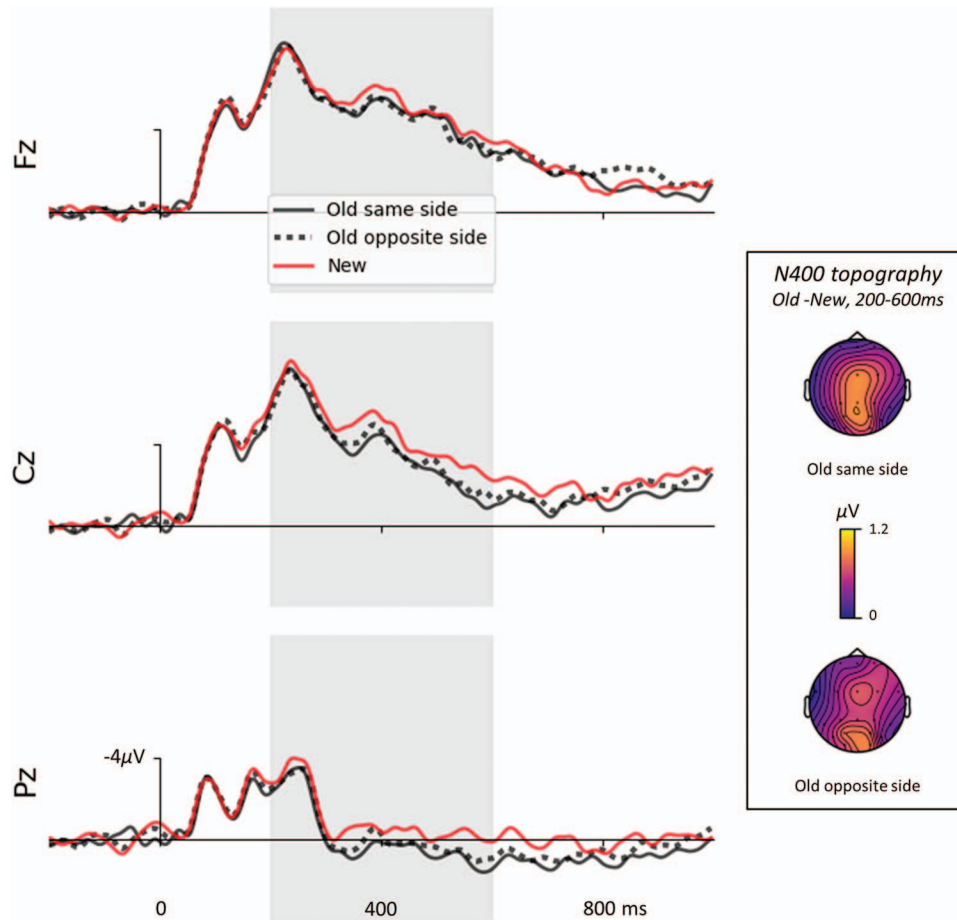 Fz
Old same side
Old opposite side
New
Cz
Pz
-4μV
0
400
800 ms
N400 topography
Old -New, 200-600ms
Old same side
μV
1.2
0
Old opposite side